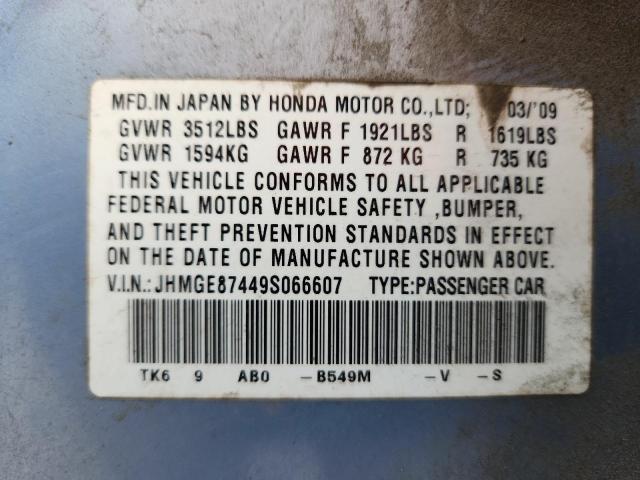 MFD.IN JAPAN BY HONDA MOTOR CO.,LTD; 03/'09
GVWR 3512LBS GAWR F 1921LBS R 1619LBS
GVWR 1594KG GAWR F 872 KG R 735 KG
THIS VEHICLE CONFORMS TO ALL APPLICABLE
FEDERAL MOTOR VEHICLE SAFETY ,BUMPER,
AND THEFT PREVENTION STANDARDS IN EFFECT
ON THE DATE OF MANUFACTURE SHOWN ABOVE.
V.I.N.:JHMGE87449S066607 TYPE:PASSENGER CAR
TK6 9 AB0 –B549M –V –S